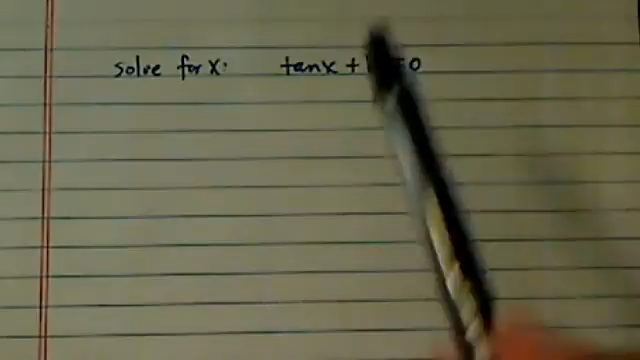 solve for x: tanx + =0